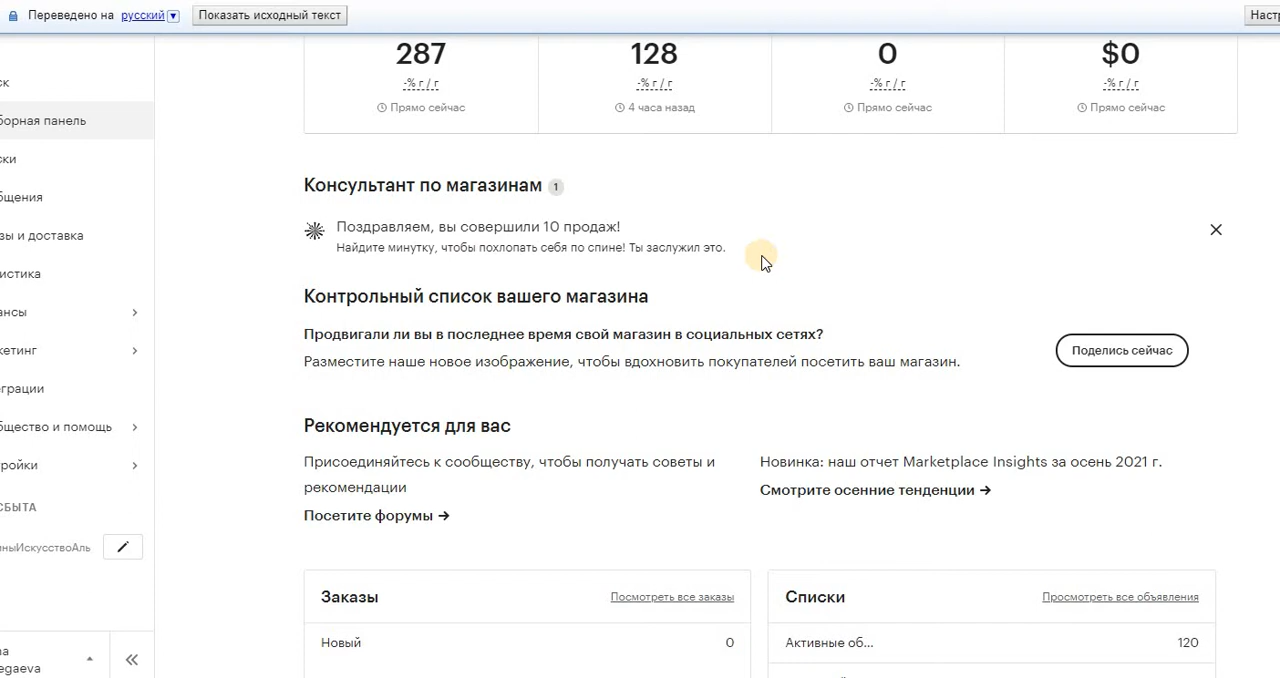 Переведено на русский Показать исходный текст Настр
287 128 0 $0
-% г / г -% г / г -% г / г -% г / г
Прямо сейчас 4 часа назад Прямо сейчас Прямо сейчас
ск
борная панель
ски
бщения
зы и доставка
истика
нсы
кетинг
еграции
бщество и помощь
ройки
СБЫТА
ныИскусствоАль
na
egaeva
Консультант по магазинам 1
Поздравляем, вы совершили 10 продаж!
Найдите минутку, чтобы похлопать себя по спине! Ты заслужил это.
Контрольный список вашего магазина
Продвигали ли вы в последнее время свой магазин в социальных сетях?
Разместите наше новое изображение, чтобы вдохновить покупателей посетить ваш магазин.
Поделись сейчас
Рекомендуется для вас
Присоединяйтесь к сообществу, чтобы получать советы и
рекомендации
Посетите форумы →
Новинка: наш отчет Marketplace Insights за осень 2021 г.
Смотрите осенние тенденции →
Заказы Посмотреть все заказы
Новый 0
Списки Просмотреть все объявления
Активные об... 120